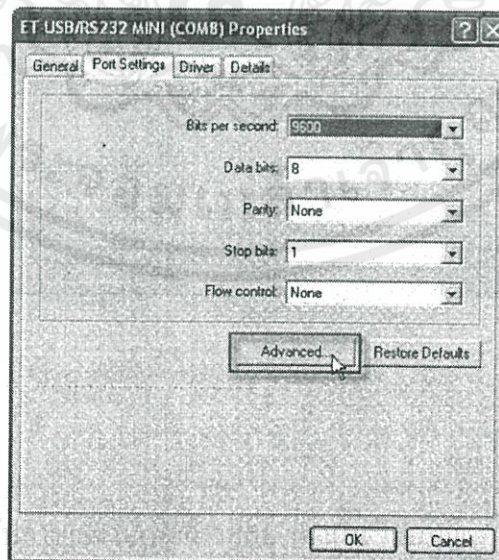 ET-USB/RS232 MINI (COM8) Properties
General Port Settings Driver Details
Bits per second: 9600
Data bits: 8
Parity: None
Stop bits: 1
Flow control: None
Advanced... Restore Defaults
OK Cancel